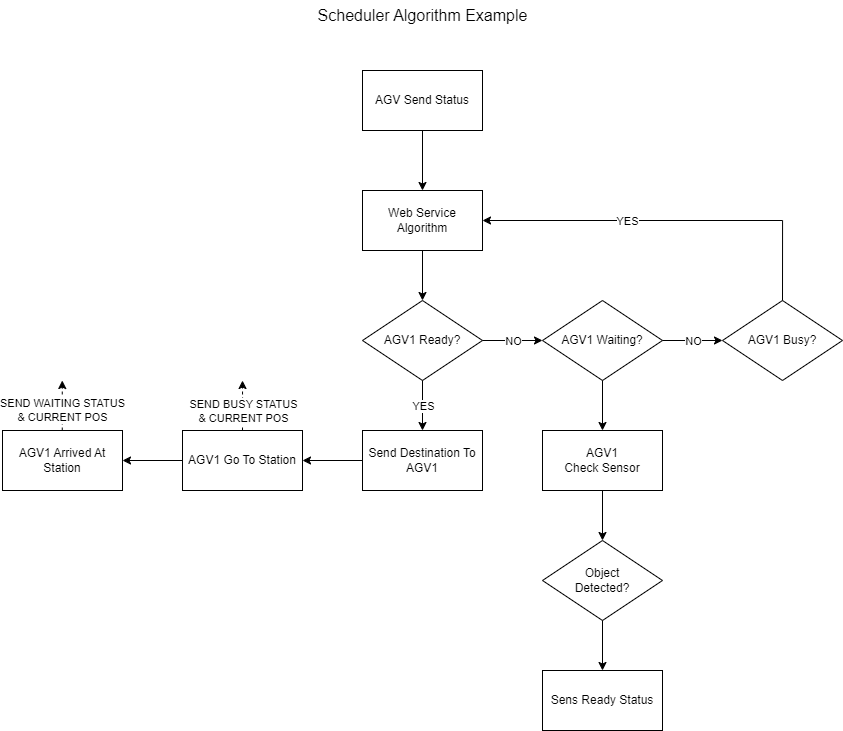 Scheduler Algorithm Example
AGV Send Status
Web Service
Algorithm
YES
AGV1 Ready?
NO
AGV1 Waiting?
NO
AGV1 Busy?
YES
SEND WAITING STATUS
& CURRENT POS
SEND BUSY STATUS
& CURRENT POS
AGV1 Arrived At
Station
AGV1 Go To Station
Send Destination To
AGV1
AGV1
Check Sensor
Object
Detected?
Sens Ready Status